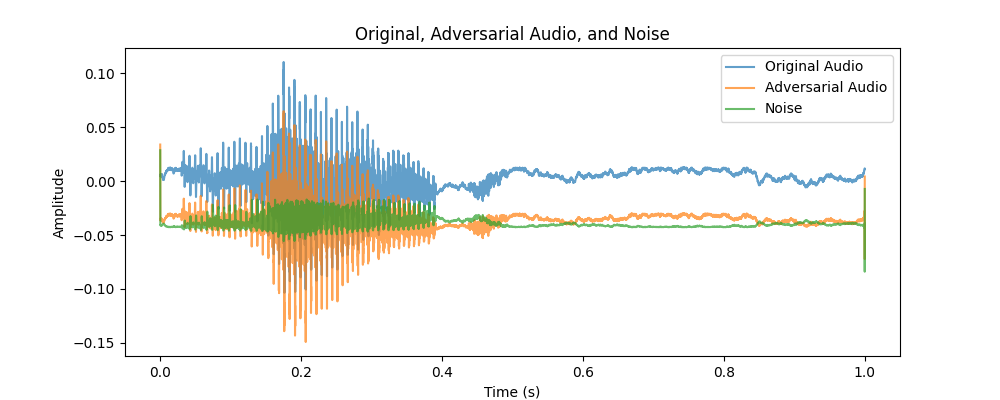 Original, Adversarial Audio, and Noise
Original Audio
Adversarial Audio
Noise
Amplitude
0.10
0.05
0.00
−0.05
−0.10
−0.15
0.0
0.2
0.4
0.6
0.8
1.0
Time (s)